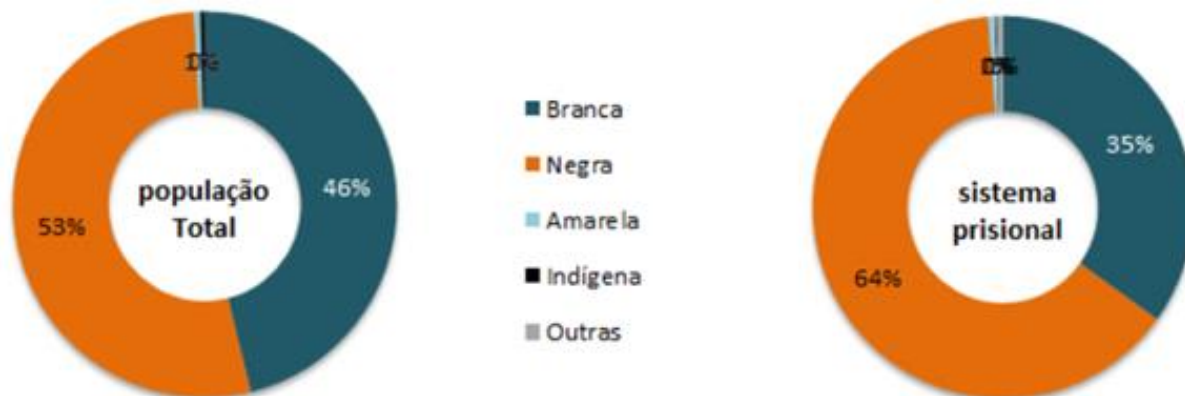 população
Total
46%
53%
Branca
Negra
Amarela
Indígena
Outras
sistema
prisional
35%
64%